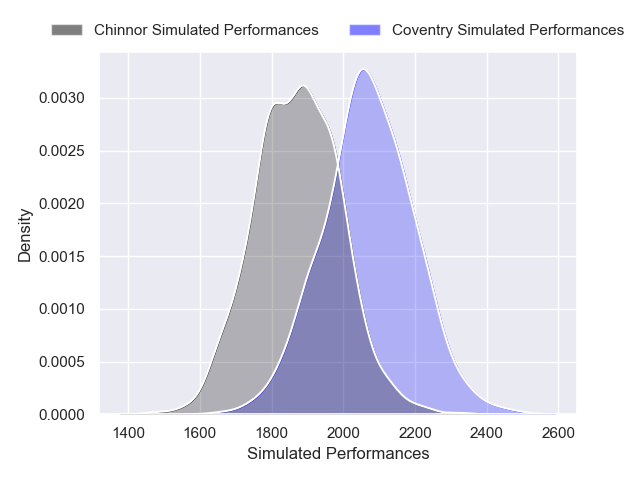 Chinnor Simulated Performances
Coventry Simulated Performances
0.0030
0.0025
0.0020
0.0015
0.0010
0.0005
0.0000
Density
1400 1600 1800 2000 2200 2400 2600
Simulated Performances